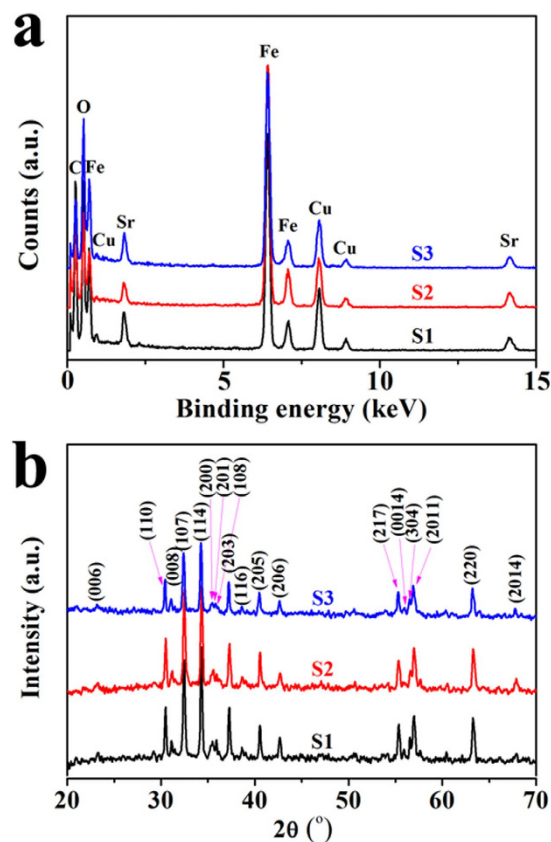 a
Fe
O
C Fe
Cu Sr Fe Cu Cu Sr
S3
S2
S1
Counts (a.u.)
0 5 10 15
Binding energy (keV)
b
(006) (110) (008) (107) (114) (200) (201) (108) (203) (116) (205) (206) (217) (0014) (304) (2011) (220) (2014)
S3
S2
S1
Intensity (a.u.)
20 30 40 50 60 70
2θ (°)